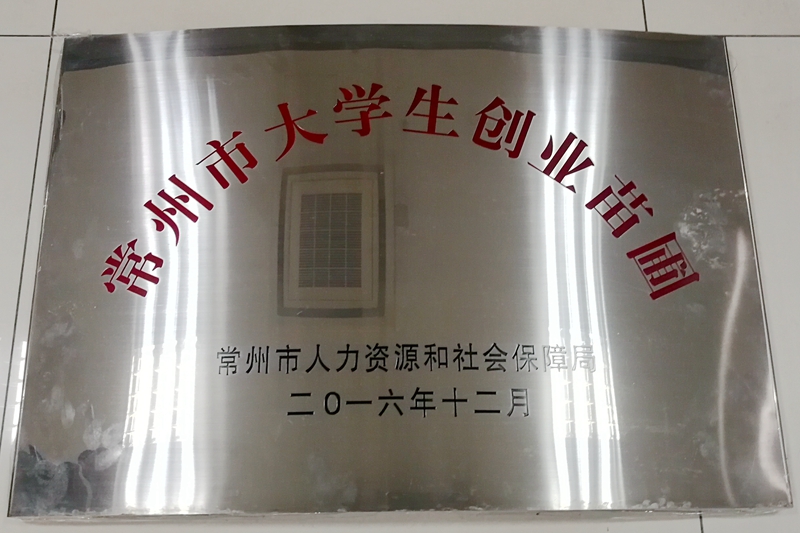 常州市大学生创业苗圃
常州市人力资源和社会保障局
二〇一六年十二月